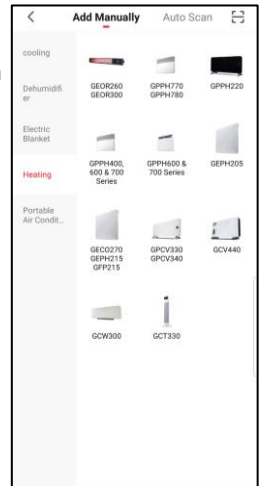 Add Manually Auto Scan
cooling
Dehumidifi
er
Electric
Blanket
Heating
Portable
Air Condit...
GEOR260
GEOR300
GPPH770
GPPH780
GPPH220
GPPH400,
600 & 700
Series
GPPH600 &
700 Series
GEPH205
GECO270
GEPH215
GFP215
GPCV330
GPCV340
GCV440
GCW300
GCT330